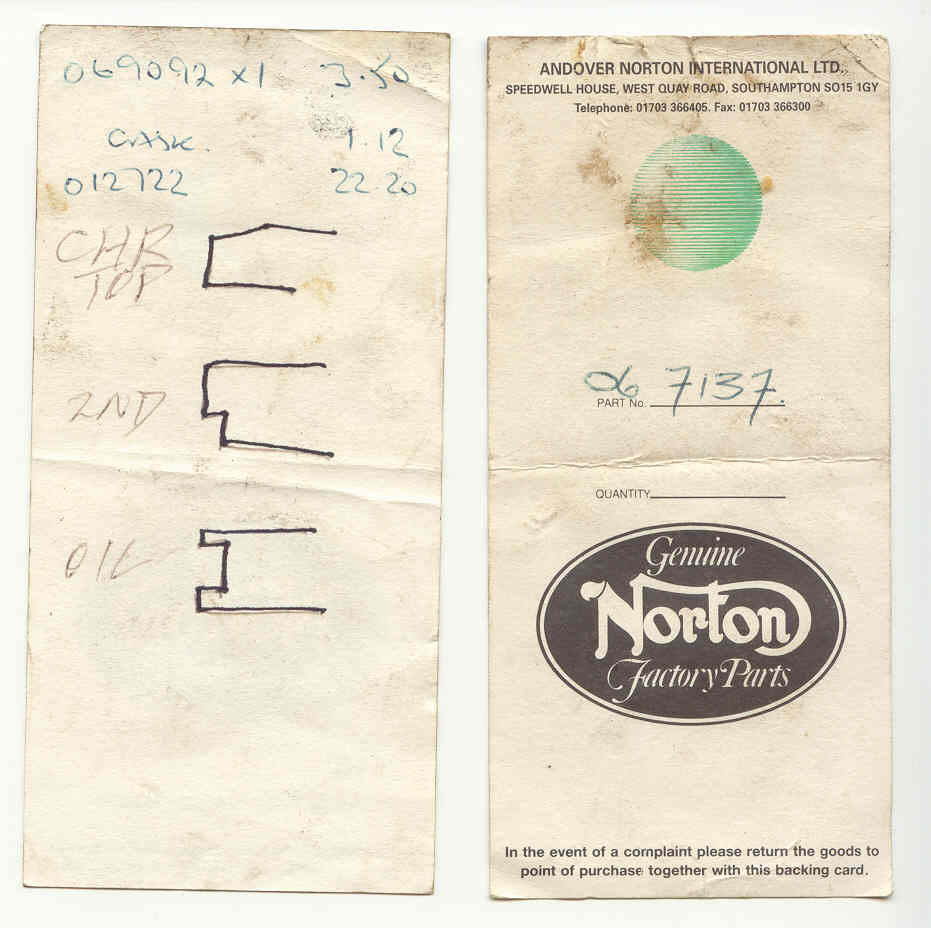 069092 x1 3.50
1.12
012722 22.20
CHR
TOP
2ND
OIL
ANDOVER NORTON INTERNATIONAL LTD.
SPEEDWELL HOUSE, WEST QUAY ROAD, SOUTHAMPTON SO15 1GY
Telephone: 01703 366405. Fax: 01703 366300
PART No. 06 7137.
QUANTITY
Genuine
Norton
Factory Parts
In the event of a complaint please return the goods to
point of purchase together with this backing card.